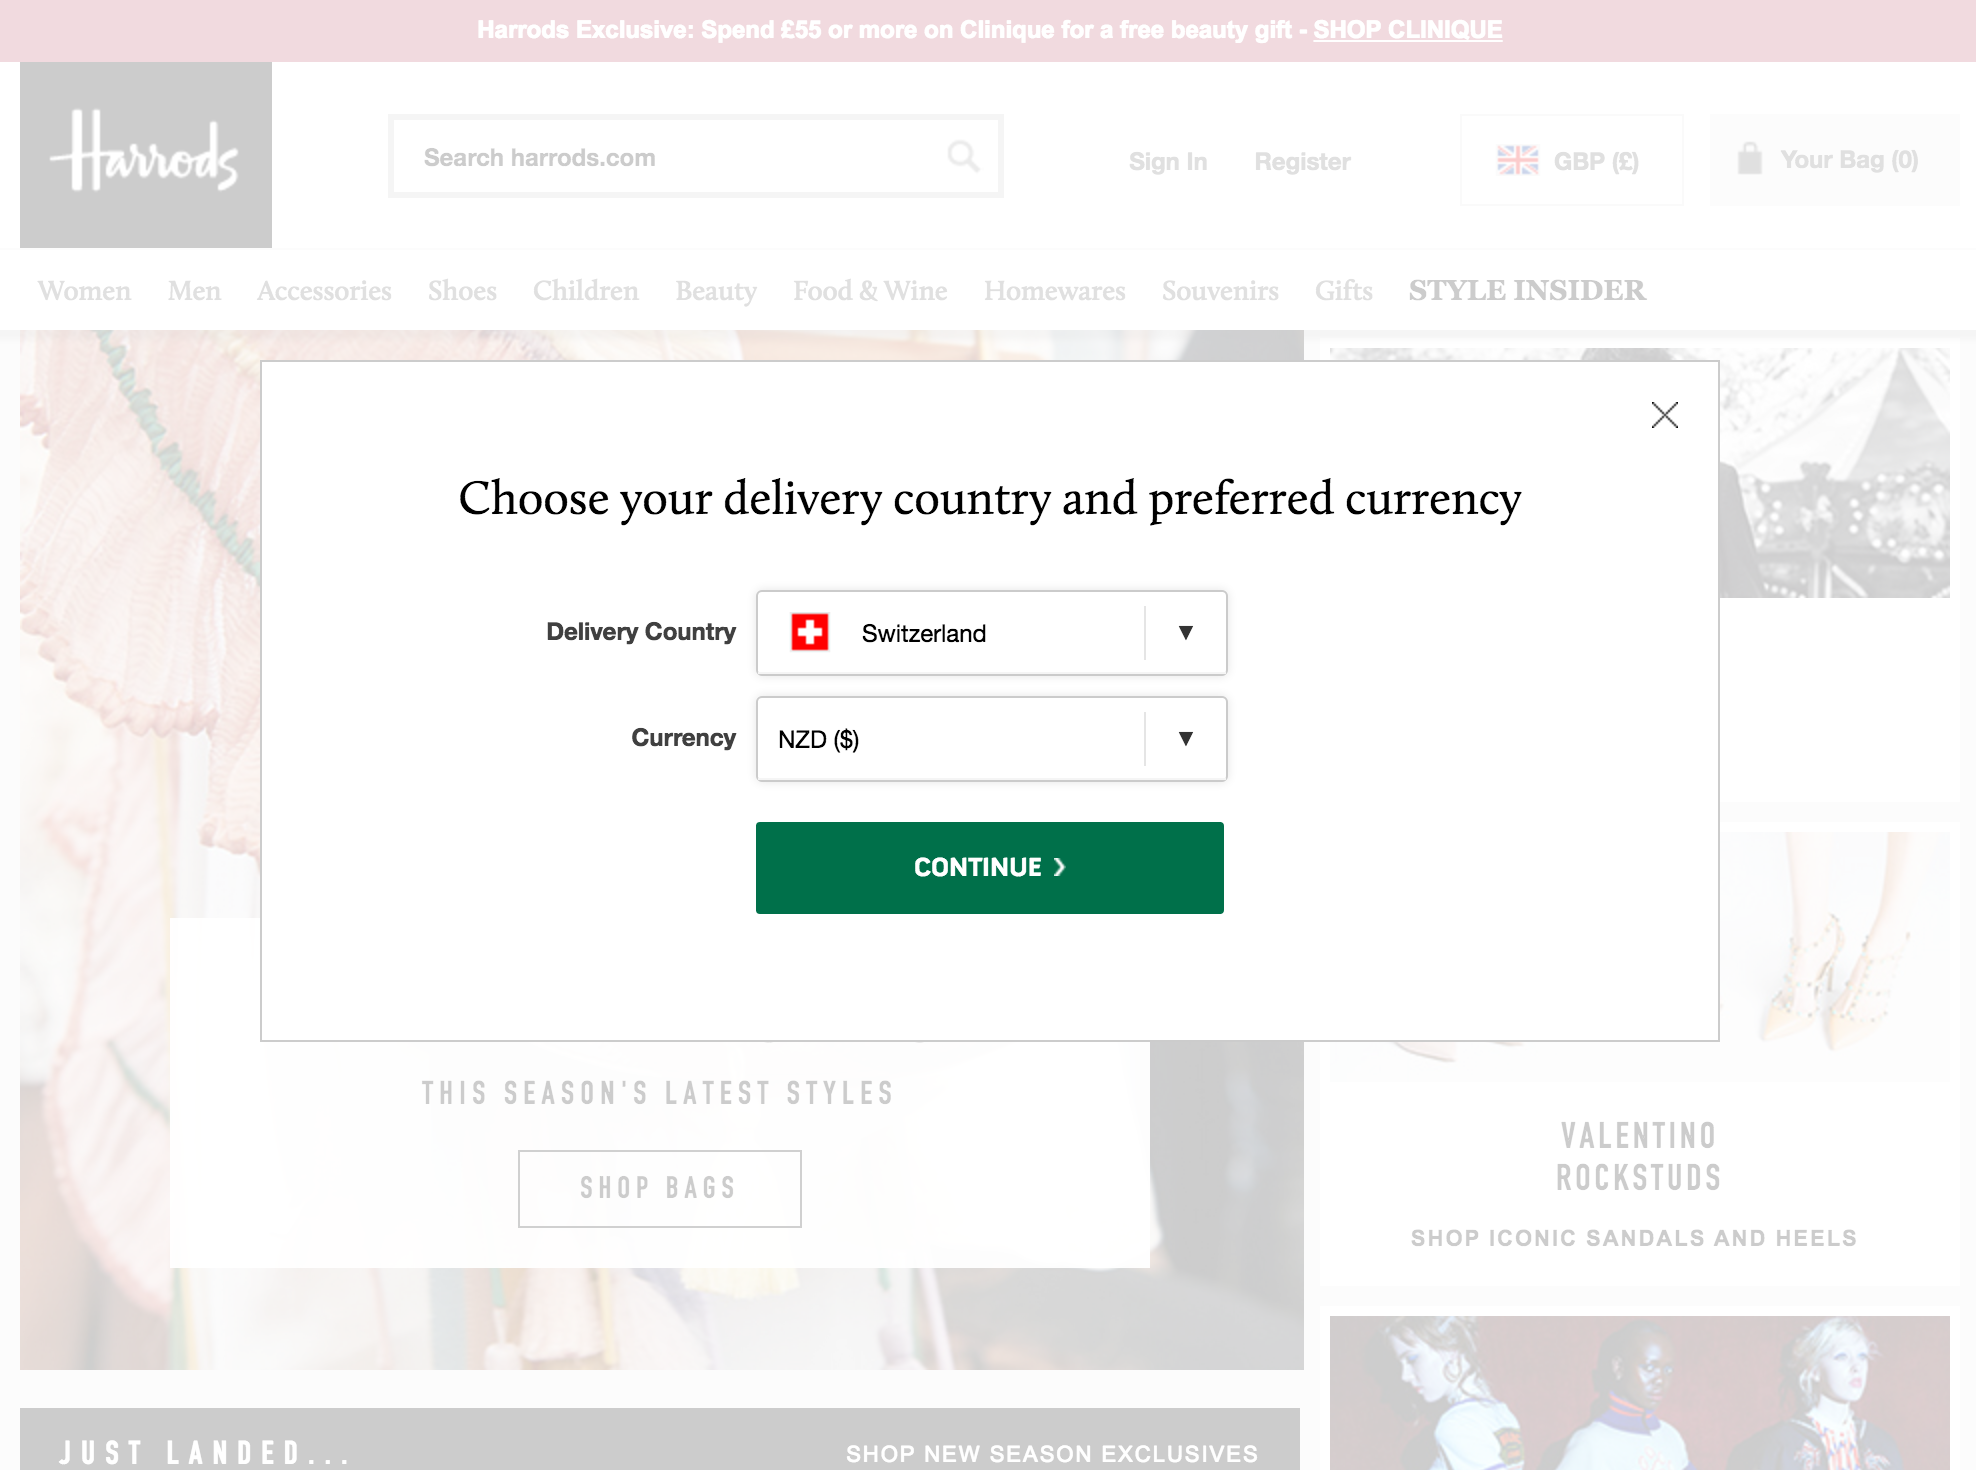 Harrods Exclusive: Spend £55 or more on Clinique for a free beauty gift - SHOP CLINIQUE
Harrods
Search harrods.com
Sign In
Register
GBP (£)
Your Bag (0)
Women Men Accessories Shoes Children Beauty Food & Wine Homewares Souvenirs Gifts STYLE INSIDER
Choose your delivery country and preferred currency
Delivery Country
Switzerland
▼
Currency
NZD ($)
▼
CONTINUE ›
THIS SEASON'S LATEST STYLES
SHOP BAGS
VALENTINO
ROCKSTUDS
SHOP ICONIC SANDALS AND HEELS
JUST LANDED...
SHOP NEW SEASON EXCLUSIVES